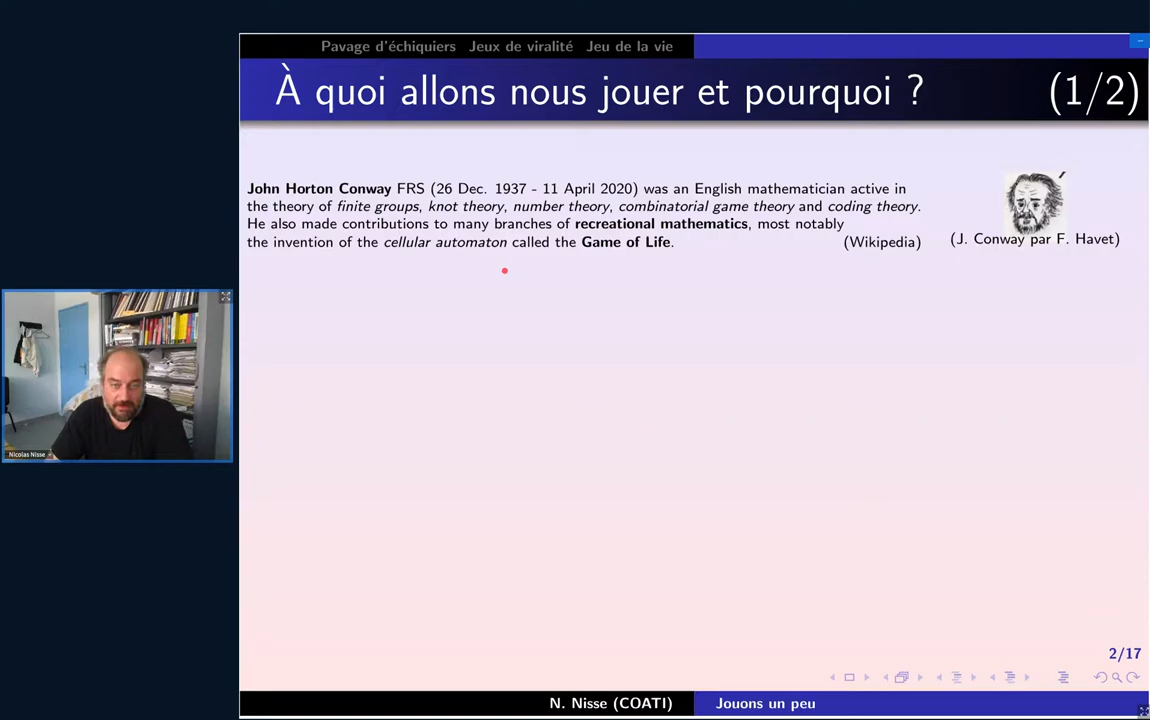 Pavage d'échiquiers Jeux de viralité Jeu de la vie
À quoi allons nous jouer et pourquoi ? (1/2)
John Horton Conway FRS (26 Dec. 1937 - 11 April 2020) was an English mathematician active in
the theory of finite groups, knot theory, number theory, combinatorial game theory and coding theory.
He also made contributions to many branches of recreational mathematics, most notably
the invention of the cellular automaton called the Game of Life. (Wikipedia)
(J. Conway par F. Havet)
Nicolas Nisse
2/17
N. Nisse (COATI) Jouons un peu